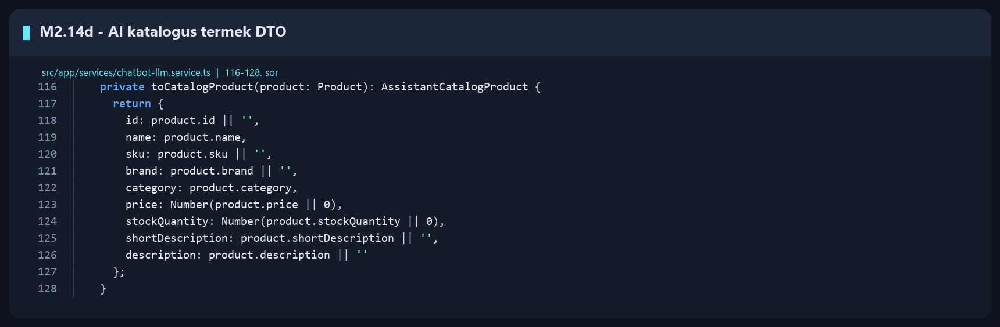 M2.14d - AI katalogus termek DTO
src/app/services/chatbot-llm.service.ts | 116-128. sor
116 private toCatalogProduct(product: Product): AssistantCatalogProduct {
117 return {
118 id: product.id || '',
119 name: product.name,
120 sku: product.sku || '',
121 brand: product.brand || '',
122 category: product.category,
123 price: Number(product.price || 0),
124 stockQuantity: Number(product.stockQuantity || 0),
125 shortDescription: product.shortDescription || '',
126 description: product.description || ''
127 };
128 }